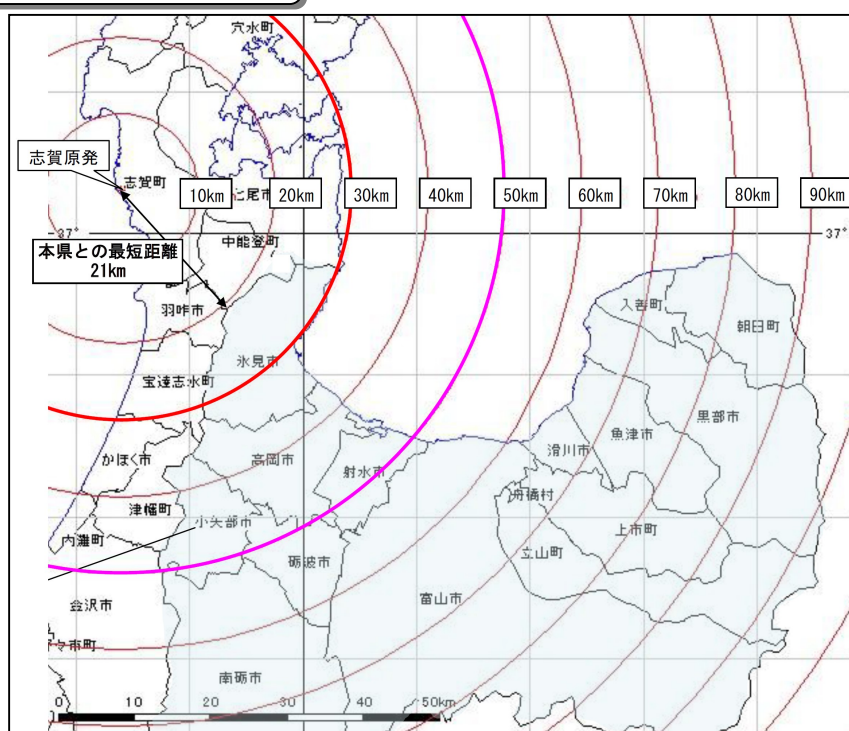 穴水町
志賀原発
志賀町
10km
七尾市
20km
30km
40km
50km
60km
70km
80km
90km
37°
37°
中能登町
本県との最短距離
21km
羽咋市
入善町
朝日町
氷見市
宝達志水町
黒部市
魚津市
滑川市
かほく市
高岡市
射水市
舟橋村
津幡町
小矢部市
上市町
内灘町
立山町
砺波市
富山市
金沢市
々市町
南砺市
0 10 20 30 40 50km